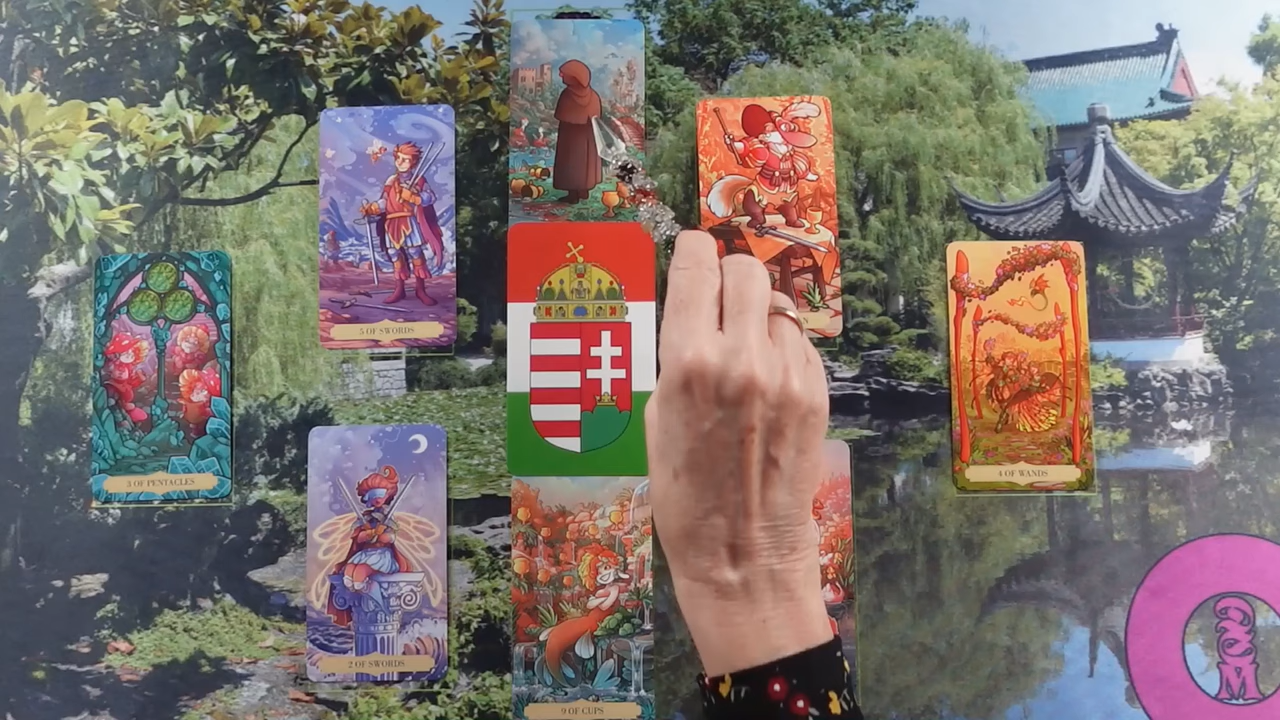 5 OF SWORDS
3 OF PENTACLES
4 OF WANDS
2 OF SWORDS
9 OF CUPS